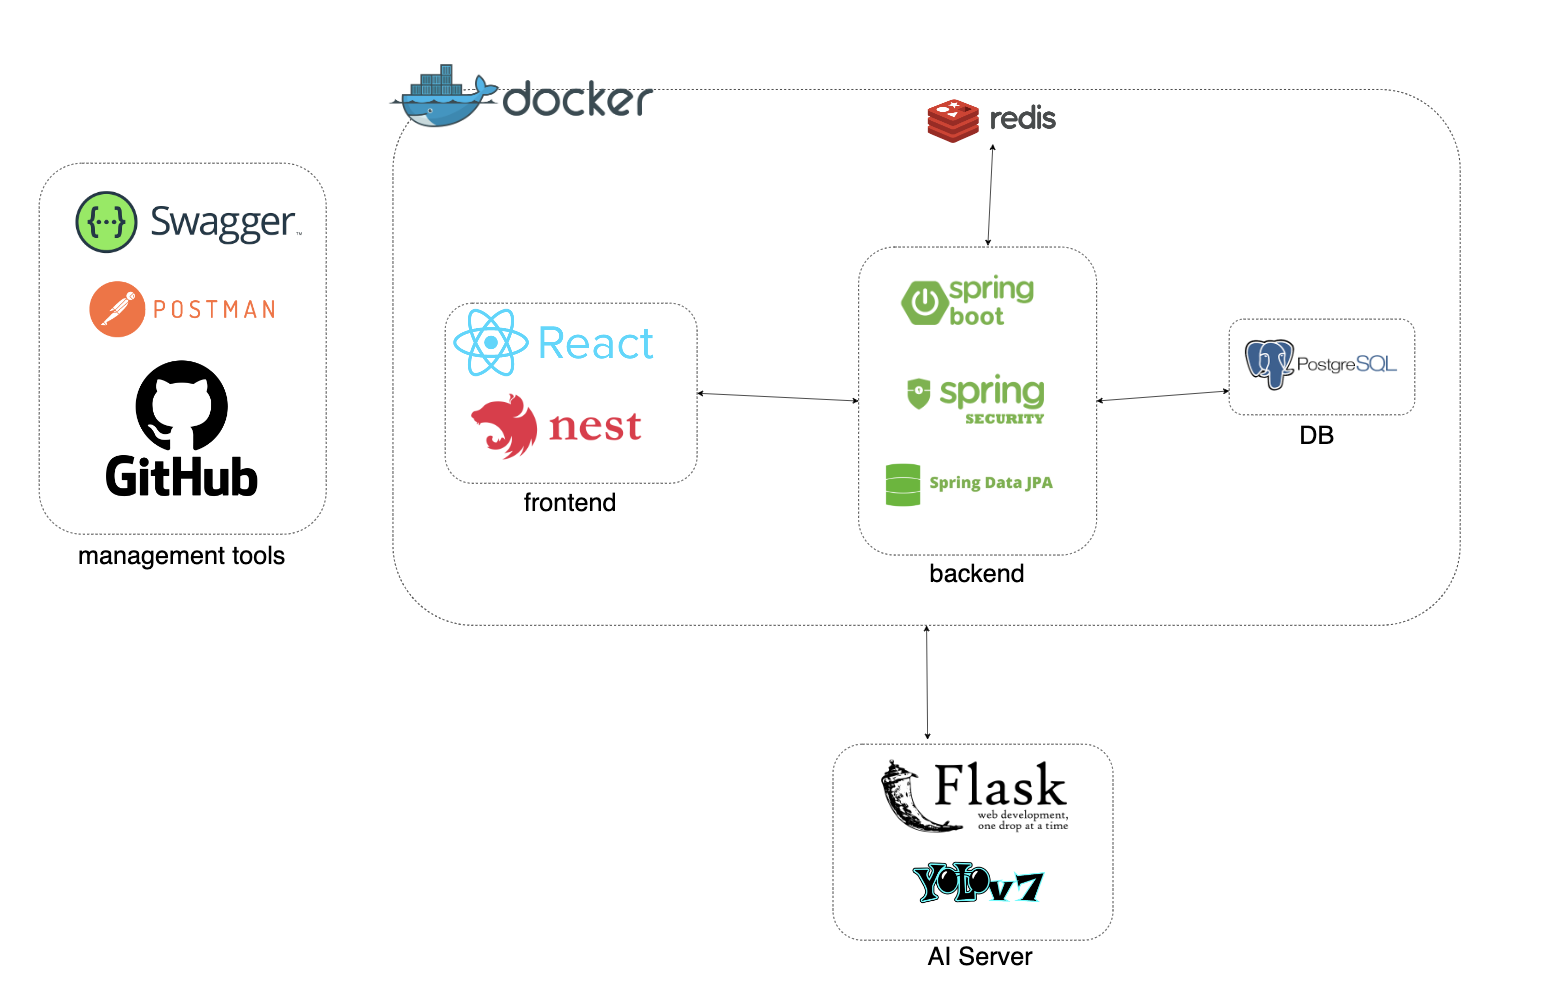 docker
redis
Swagger™
POSTMAN
GitHub
management tools
React
nest
frontend
spring
boot
spring
SECURITY
Spring Data JPA
backend
PostgreSQL
DB
Flask
web development,
one drop at a time
YOLOv7
AI Server